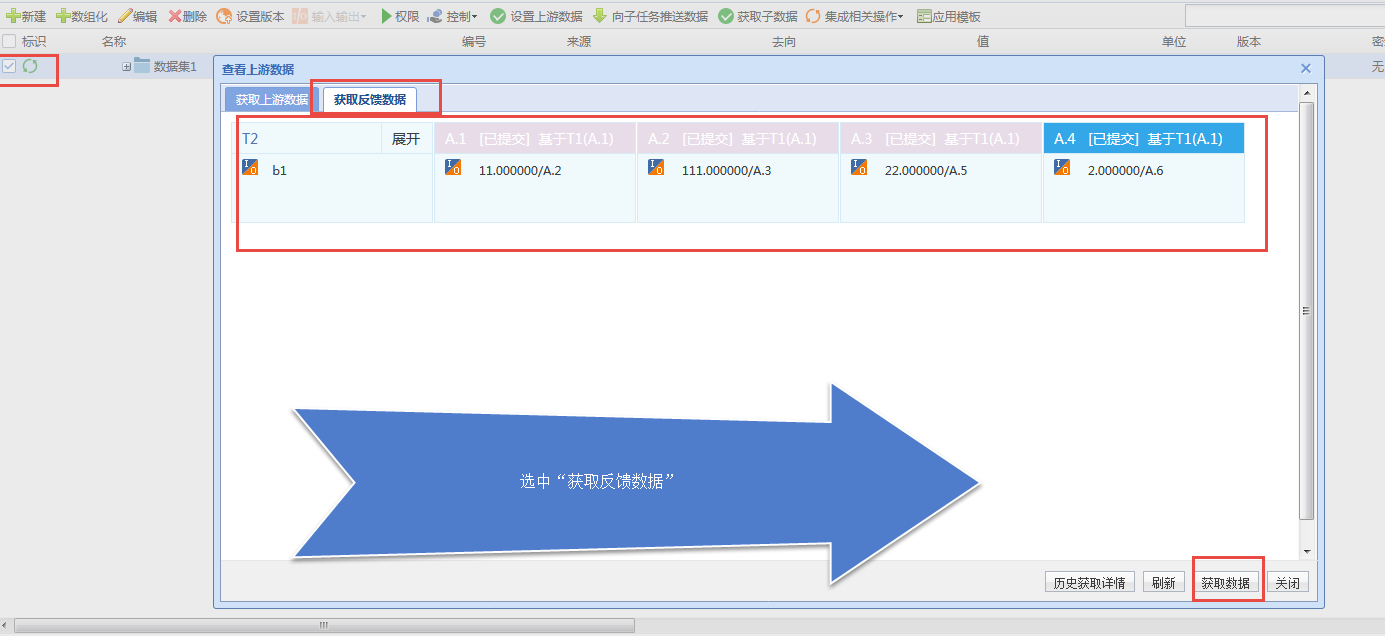 新建 数组化 编辑 删除 设置版本 输入输出 权限 控制 设置上游数据 向子任务推送数据 获取子数据 集成相关操作 应用模板
标识 名称 编号 来源 去向 值 单位 版本 密
数据集1 无
查看上游数据
获取上游数据 获取反馈数据
T2 展开 A.1 [已提交] 基于T1(A.1) A.2 [已提交] 基于T1(A.1) A.3 [已提交] 基于T1(A.1) A.4 [已提交] 基于T1(A.1)
b1 11.000000/A.2 111.000000/A.3 22.000000/A.5 2.000000/A.6
选中“获取反馈数据”
历史获取详情 刷新 获取数据 关闭